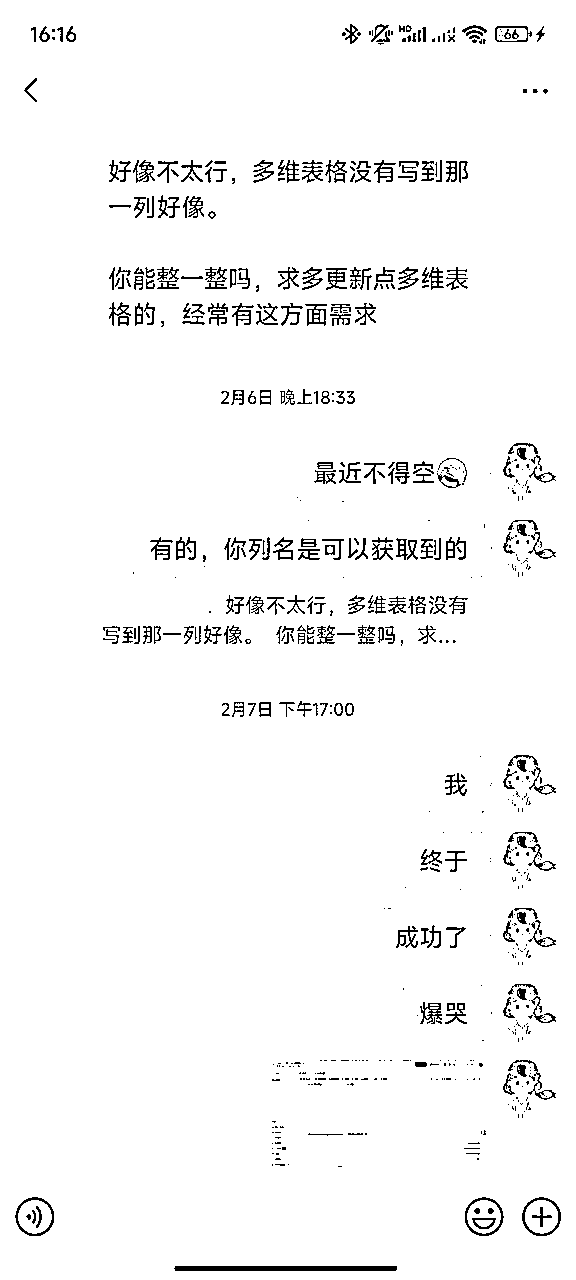 16:16
HD
66
好像不太行，多维表格没有写到那
一列好像。
你能整一整吗，求多更新点多维表
格的，经常有这方面需求
2月6日 晚上18:33
最近不得空
有的，你列名是可以获取到的
好像不太行，多维表格没有
写到那一列好像。 你能整一整吗，求...
2月7日 下午17:00
我
终于
成功了
爆哭